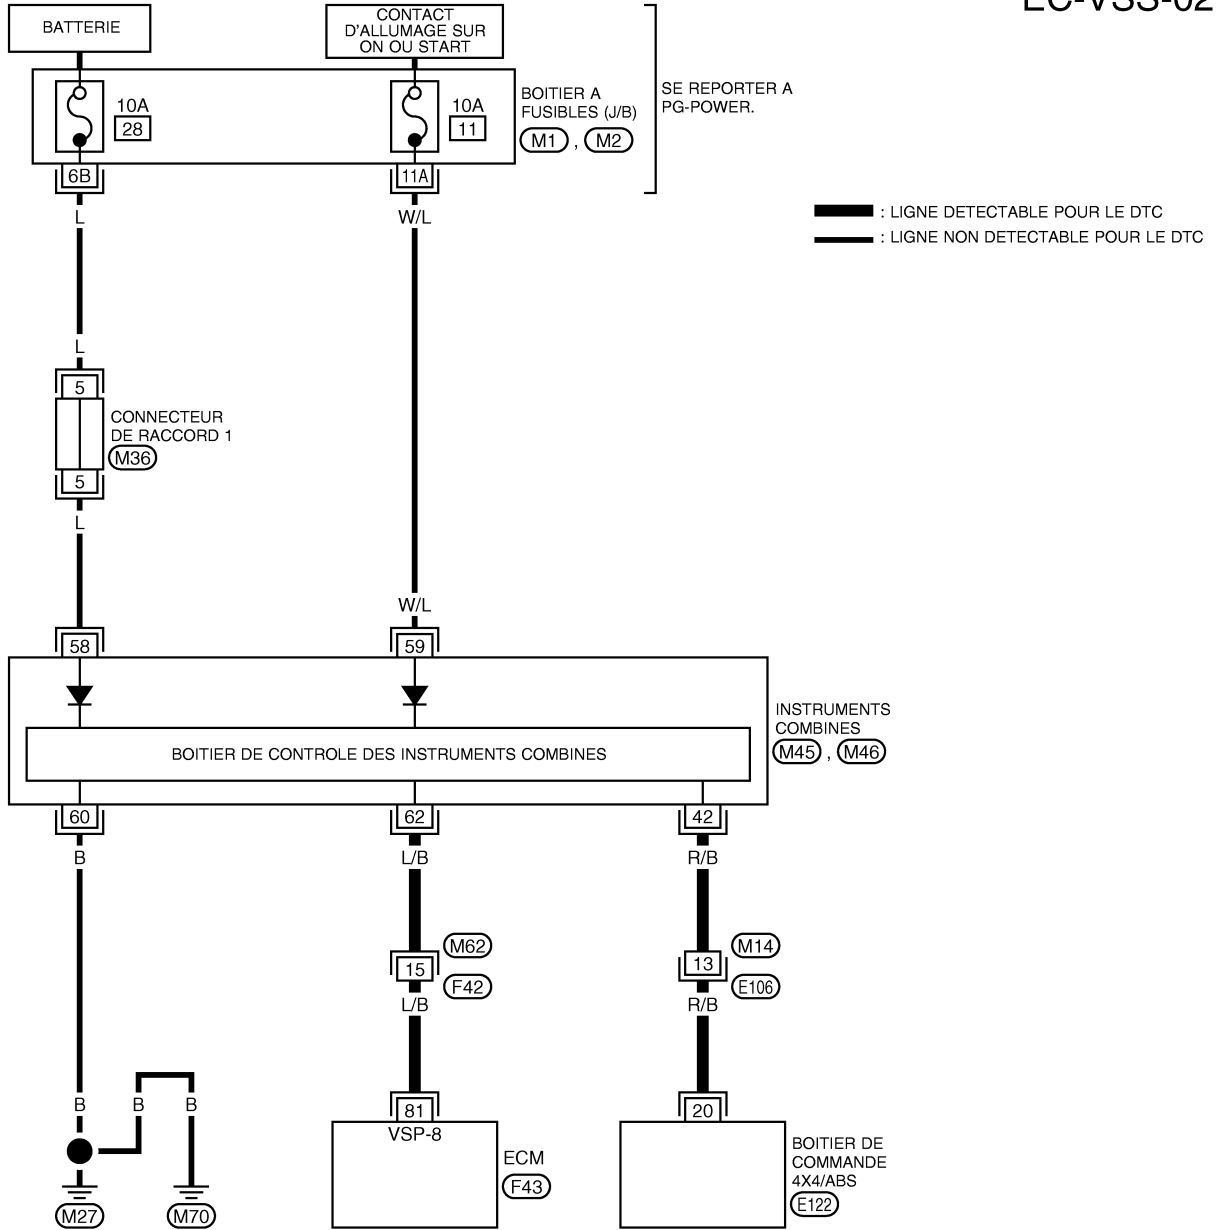 EC-VSS-02
BATTERIE
CONTACT
D'ALLUMAGE SUR
ON OU START
10A
28
10A
11
BOITIER A
FUSIBLES (J/B)
M1 , M2
SE REPORTER A
PG-POWER.
6B
11A
L
W/L
: LIGNE DETECTABLE POUR LE DTC
: LIGNE NON DETECTABLE POUR LE DTC
L
5
CONNECTEUR
DE RACCORD 1
M36
5
L
W/L
58
59
BOITIER DE CONTROLE DES INSTRUMENTS COMBINES
INSTRUMENTS
COMBINES
M45 , M46
60
62
42
B
L/B
R/B
M62
15
F42
L/B
M14
13
E106
R/B
B
B
B
81
VSP-8
ECM
F43
20
BOITIER DE
COMMANDE
4X4/ABS
E122
M27
M70